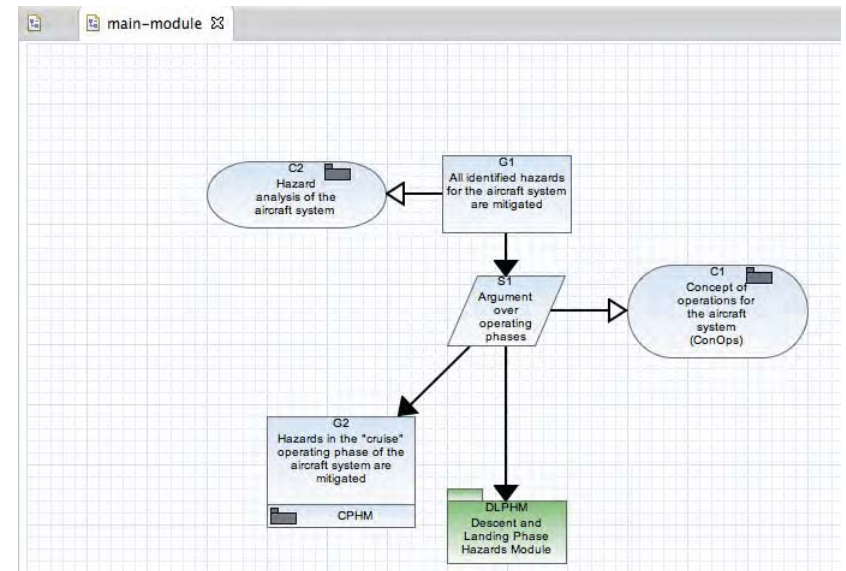 main-module
C2
Hazard
analysis of the
aircraft system
G1
All identified hazards
for the aircraft system
are mitigated
S1
Argument
over
operating
phases
C1
Concept of
operations for
the aircraft
system
(ConOps)
G2
Hazards in the "cruise"
operating phase of the
aircraft system are
mitigated
CPHM
DLPHM
Descent and
Landing Phase
Hazards Module